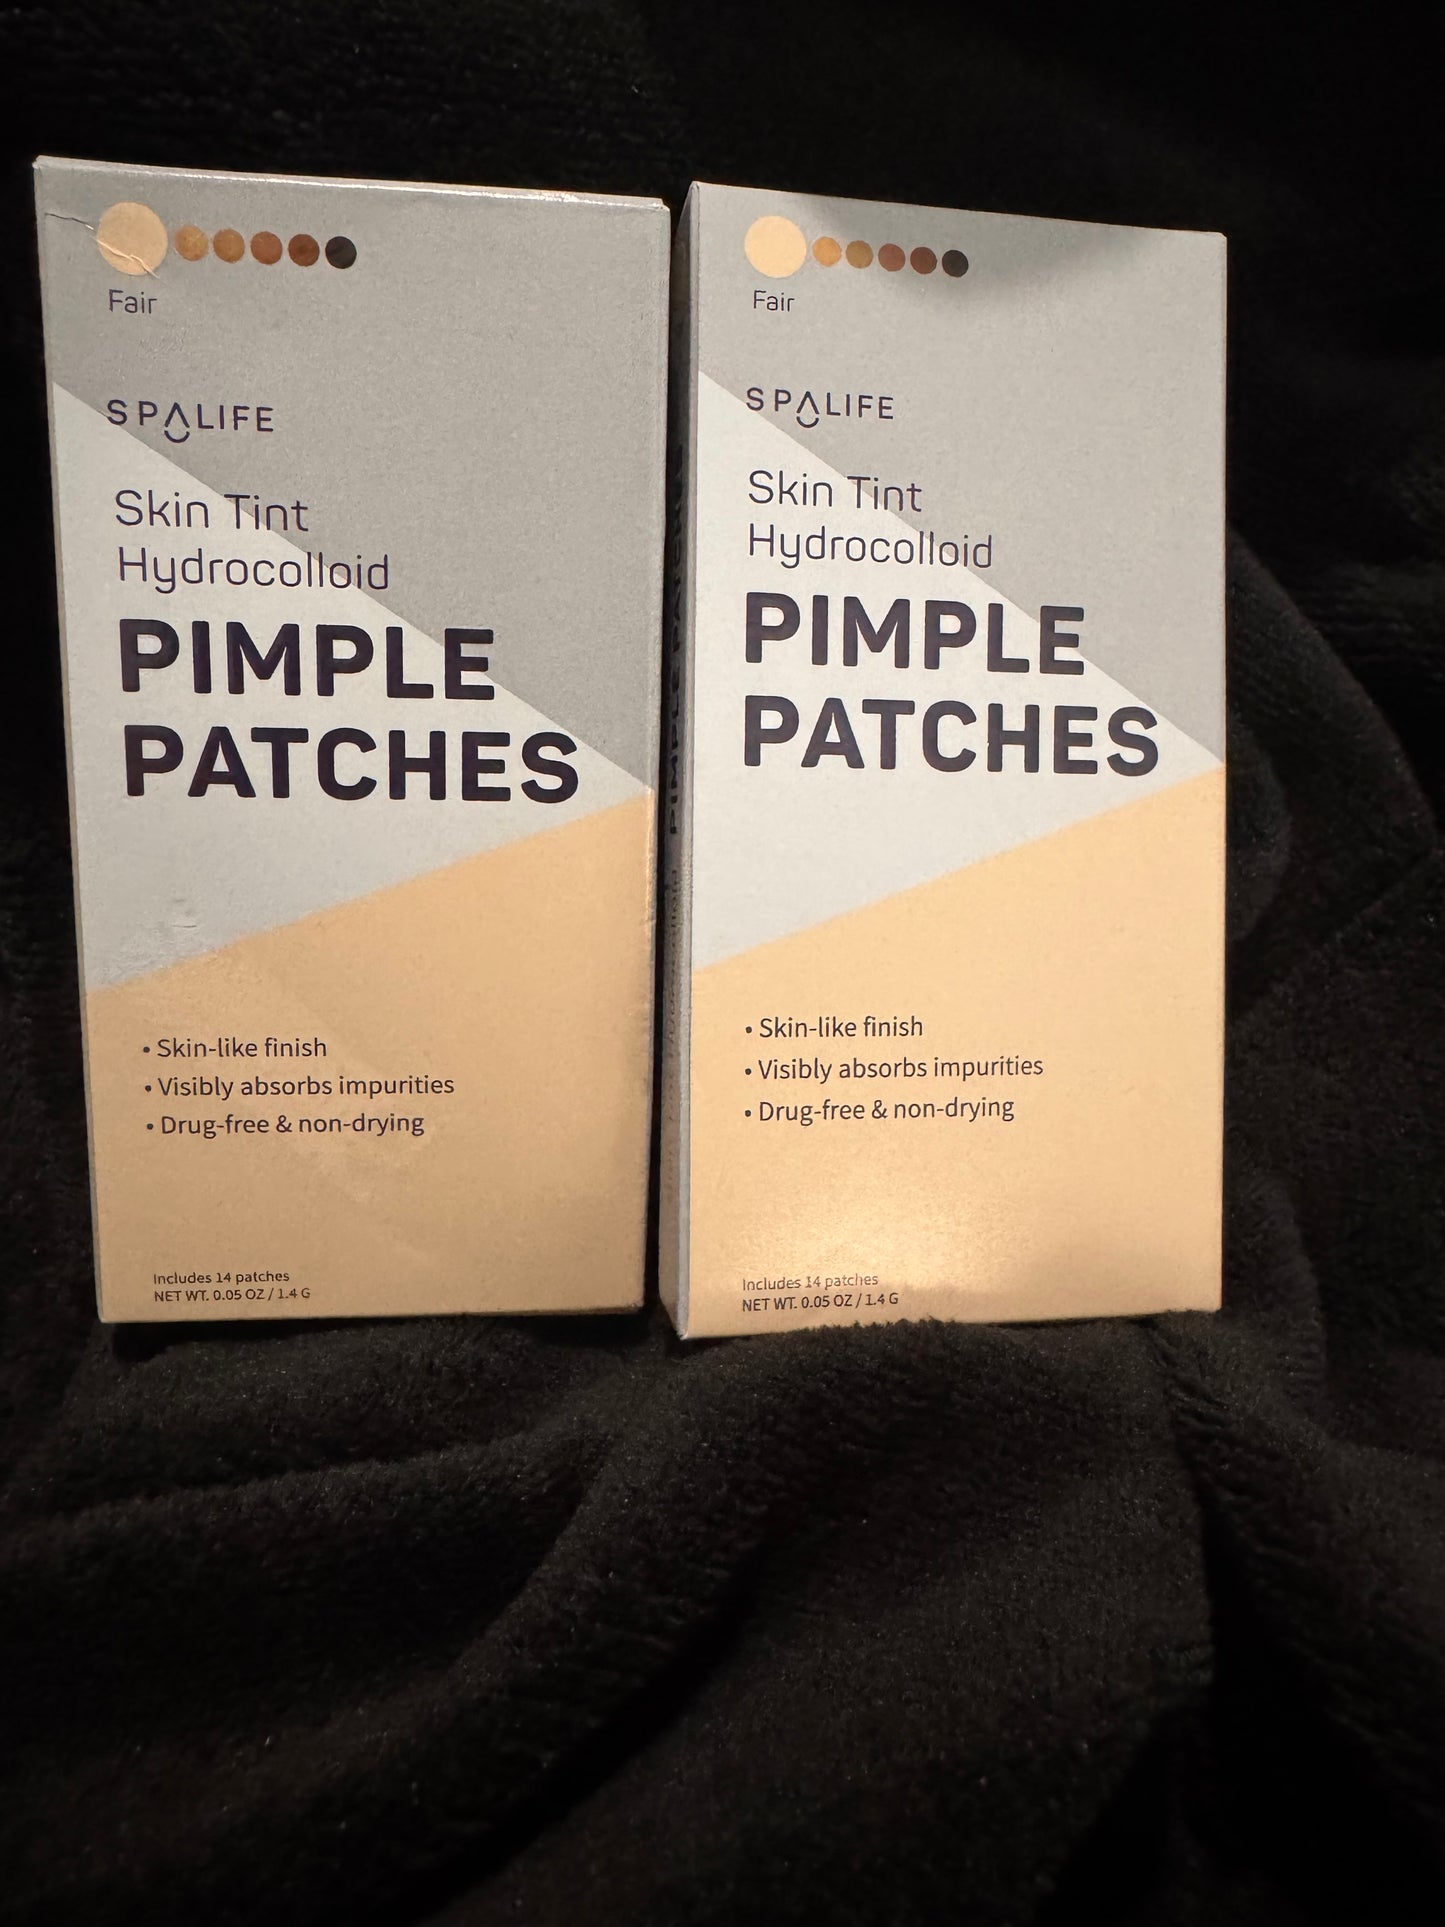 Fair
SPALIFE
Skin Tint
Hydrocolloid
PIMPLE
PATCHES
• Skin-like finish
• Visibly absorbs impurities
• Drug-free & non-drying
Includes 14 patches
NET WT. 0.05 OZ / 1.4 G
Fair
SPALIFE
Skin Tint
Hydrocolloid
PIMPLE
PATCHES
• Skin-like finish
• Visibly absorbs impurities
• Drug-free & non-drying
Includes 14 patches
NET WT. 0.05 OZ / 1.4 G
PIMPLE PATCHES